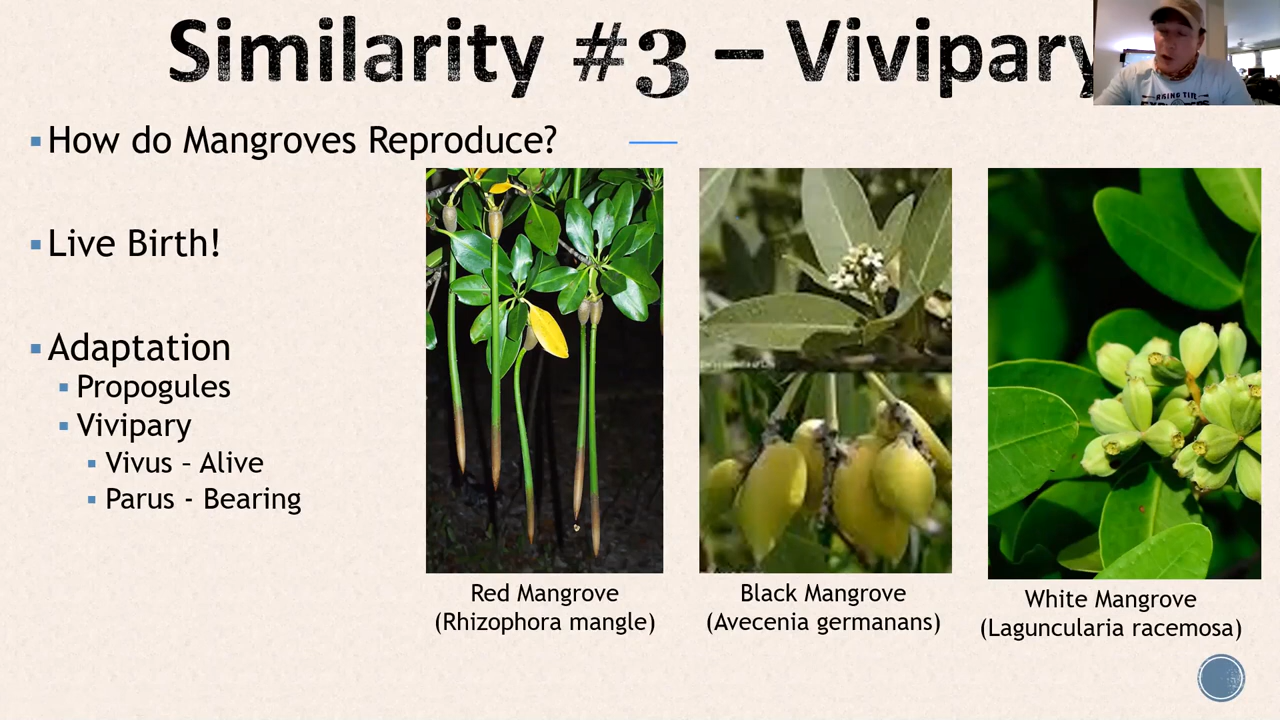 Similarity #3 – Vivipary
How do Mangroves Reproduce?
Live Birth!
Adaptation
Propogules
Vivipary
Vivus – Alive
Parus - Bearing
Red Mangrove
(Rhizophora mangle)
Black Mangrove
(Avecenia germanans)
White Mangrove
(Laguncularia racemosa)